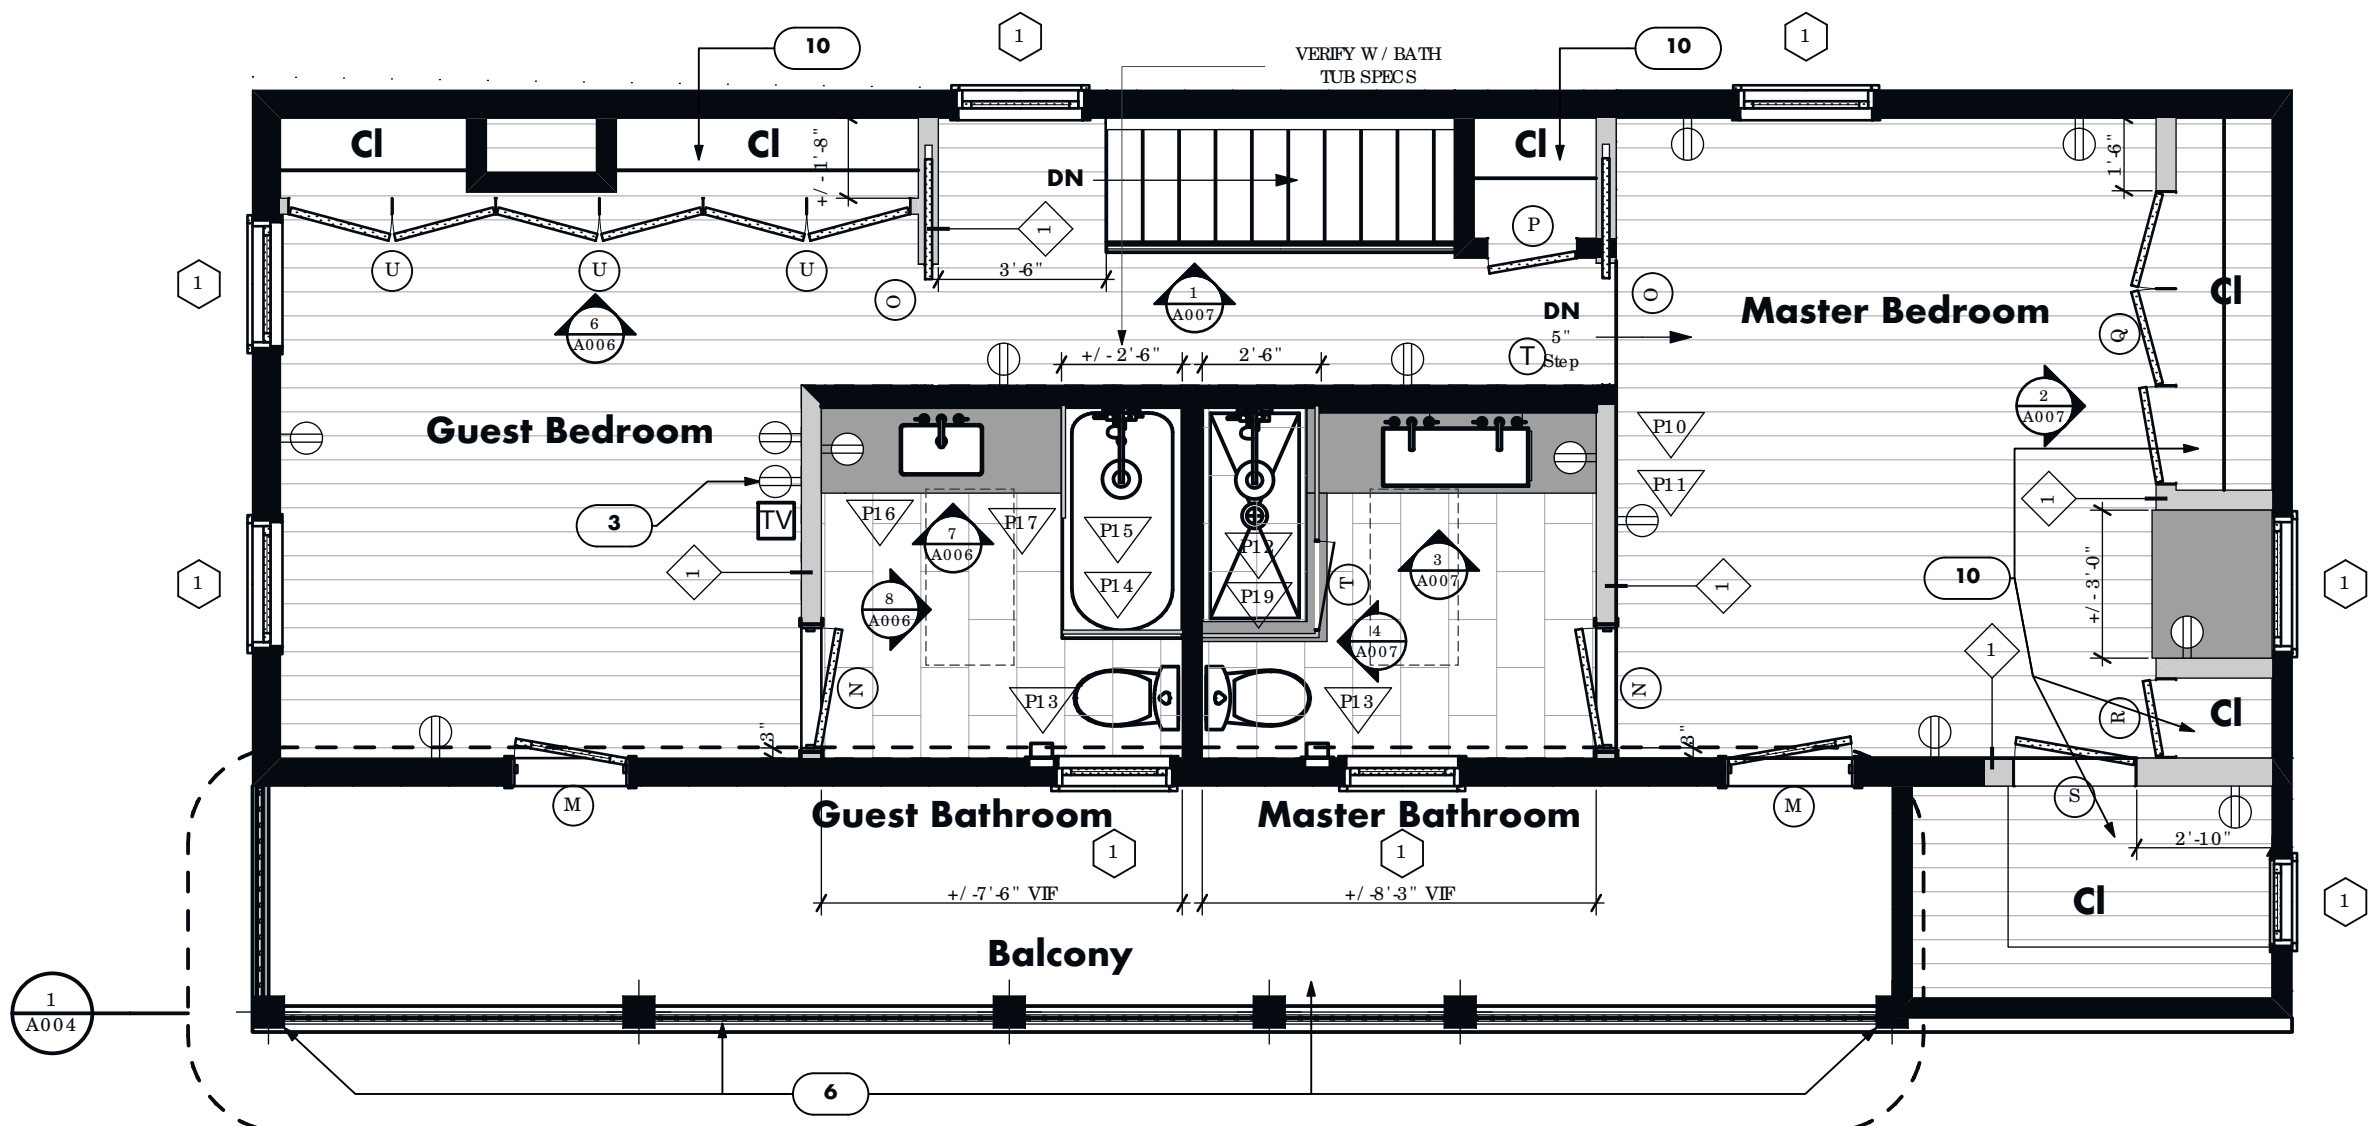 1
1
10
10
VERIFY W / BATH
TUB SPECS
Cl
Cl
+/-1'-8"
Cl
1'-6"
DN
1
P
3'-6"
U
U
U
O
O
1
1
A007
6
A006
DN
5"
Step
T
Master Bedroom
Cl
Q
+/-2'-6"
2'-6"
2
A007
Guest Bedroom
P10
P11
3
TV
P16
7
A006
P17
P15
P14
P12
P19
T
3
A007
1
1
1
8
A006
4
A007
1
10
+/-3'-0"
1
1
1
N
P13
P13
N
R
Cl
3"
3"
M
M
S
Guest Bathroom
Master Bathroom
1
1
2'-10"
+/-7'-6" VIF
+/-8'-3" VIF
Cl
1
Balcony
1
A004
6